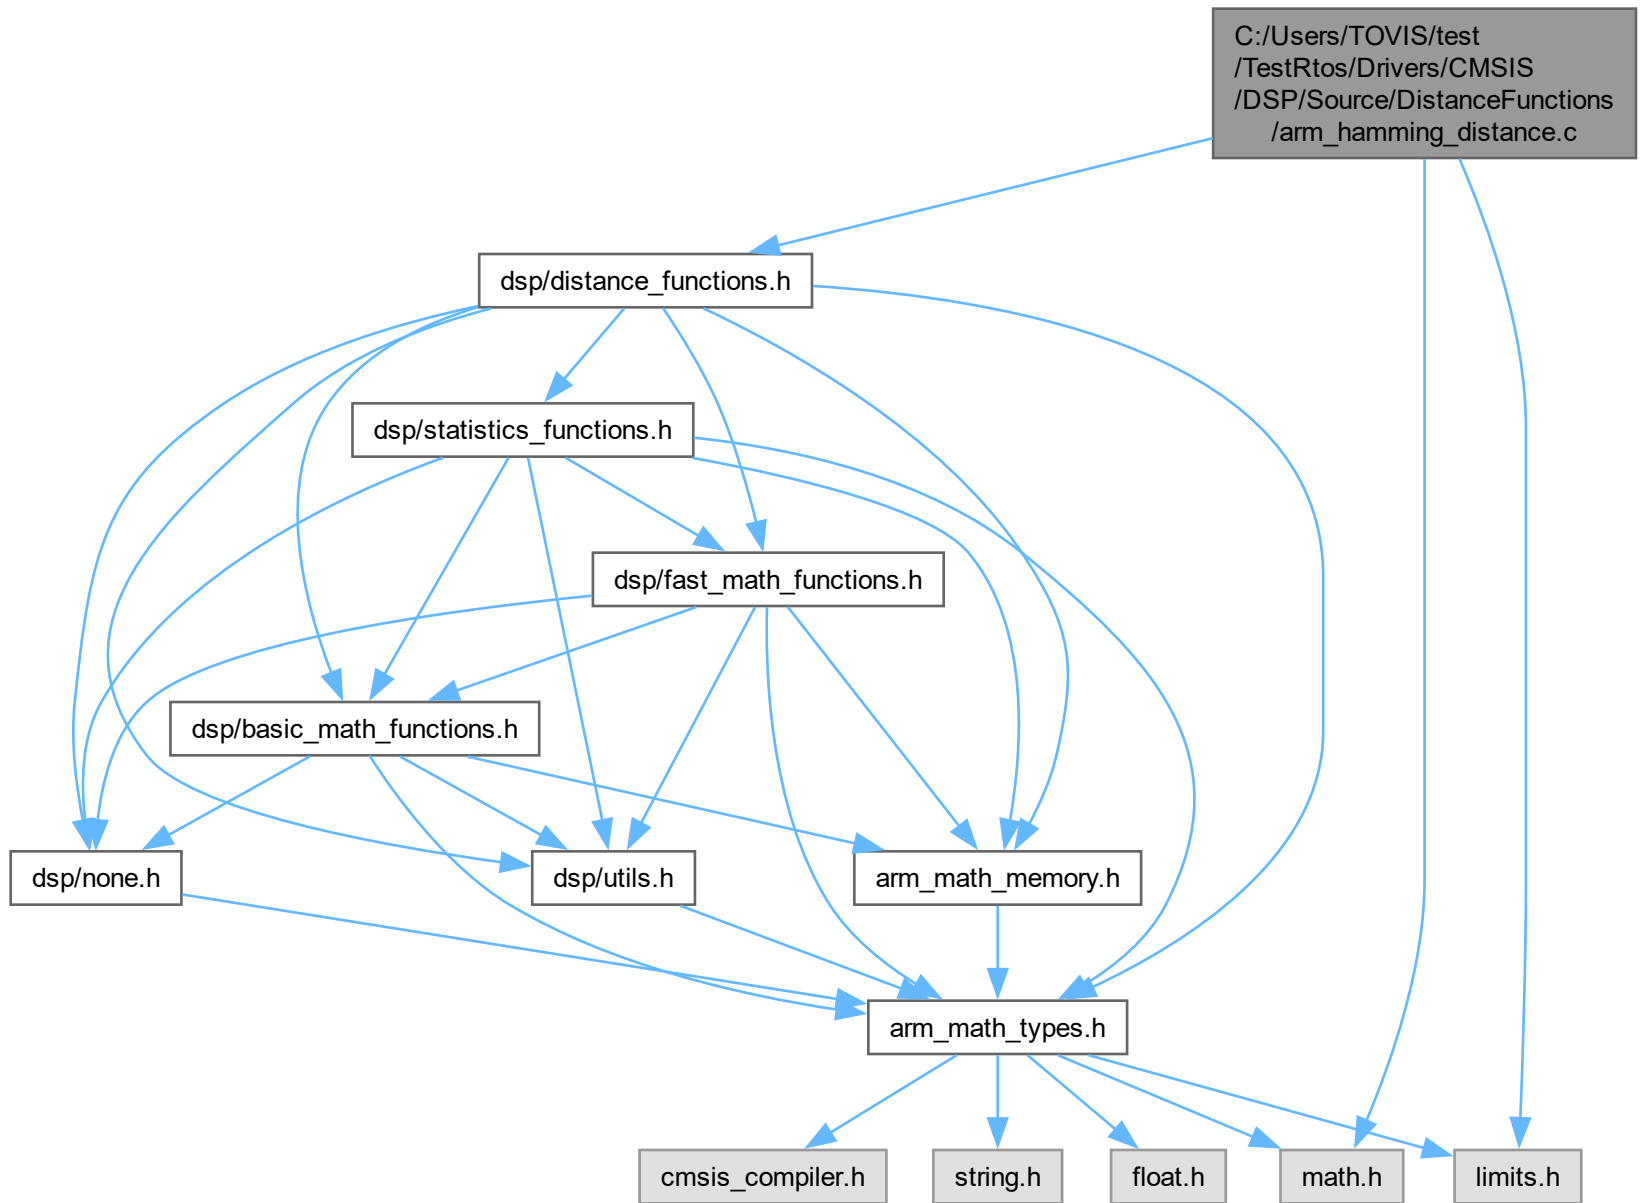 C:/Users/TOVIS/test
/TestRtos/Drivers/CMSIS
/DSP/Source/DistanceFunctions
/arm_hamming_distance.c
dsp/distance_functions.h
dsp/statistics_functions.h
dsp/fast_math_functions.h
dsp/basic_math_functions.h
dsp/none.h
dsp/utils.h
arm_math_memory.h
arm_math_types.h
cmsis_compiler.h
string.h
float.h
math.h
limits.h